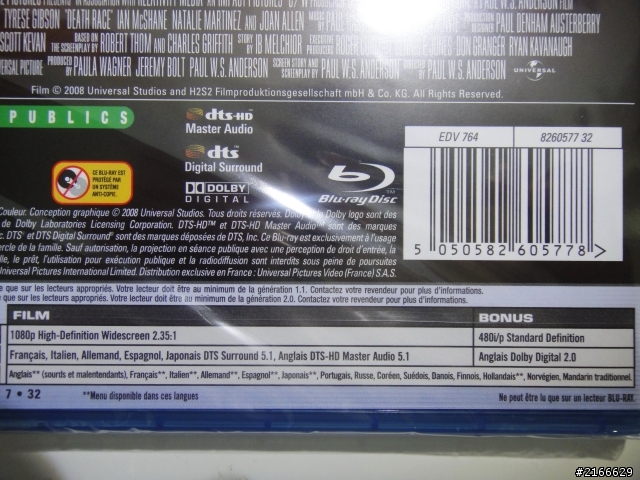 TYRESE GIBSON "DEATH RACE" IAN McSHANE NATALIE MARTINEZ AND JOAN ALLEN
PAUL DENHAM AUSTERBERRY
SCOTT KEVAN BASED ON THE SCREENPLAY BY ROBERT THOM AND CHARLES GRIFFITH STORY BY IB MELCHIOR DON GRANGER RYAN KAVANAUGH
PICTURE PRODUCED BY PAULA WAGNER JEREMY BOLT PAUL W.S. ANDERSON SCREEN STORY AND SCREENPLAY BY PAUL W.S. ANDERSON DIRECTED BY PAUL W.S. ANDERSON UNIVERSAL
Film © 2008 Universal Studios and H2S2 Filmproduktionsgesellschaft mbH & Co. KG. All Rights Reserved.
PUBLICS
dts-HD
Master Audio
dts
Digital Surround
DOLBY
DIGITAL
CE BLU-RAY EST
PROTÉGÉ PAR
UN SYSTÈME
ANTI-COPIE.
Blu-ray Disc
TM
EDV 764 8260577 32
5 050582 605778 >
Couleur. Conception graphique © 2008 Universal Studios. Tous droits réservés. Dolby et le Dolby logo sont des
de Dolby Laboratories Licensing Corporation. DTS-HD™ et DTS-HD Master Audio™ sont des marques
DTS™ et DTS Digital Surround™ sont des marques déposées de DTS, Inc. Ce Blu-ray est exclusivement à l'usage
cercle de la famille. Sauf autorisation, la projection en séance publique avec une perception de droit d'entrée, la
le prêt, l'utilisation pour exécution publique et la radiodiffusion sont interdits sous peine de poursuites
Universal Pictures International Limited. Distribution exclusive en France : Universal Pictures Video (France) S.A.S.
que sur les lecteurs appropriés. Votre lecteur doit être au minimum de la génération 1.1. Contactez votre revendeur pour plus d'informations.
que sur les lecteurs appropriés. Votre lecteur doit être au minimum de la génération 2.0. Contactez votre revendeur pour plus d'informations.
FILM BONUS
1080p High-Definition Widescreen 2.35:1 480i/p Standard Definition
Français, Italien, Allemand, Espagnol, Japonais DTS Surround 5.1, Anglais DTS-HD Master Audio 5.1 Anglais Dolby Digital 2.0
Anglais** (sourds et malentendants), Français**, Italien**, Allemand**, Espagnol**, Japonais**, Portugais, Russe, Coréen, Suédois, Danois, Finnois, Hollandais**, Norvégien, Mandarin traditionnel.
7 • 32 **Menu disponible dans ces langues Ne peut être lu que sur un lecteur BLU-RAY.
#2166629